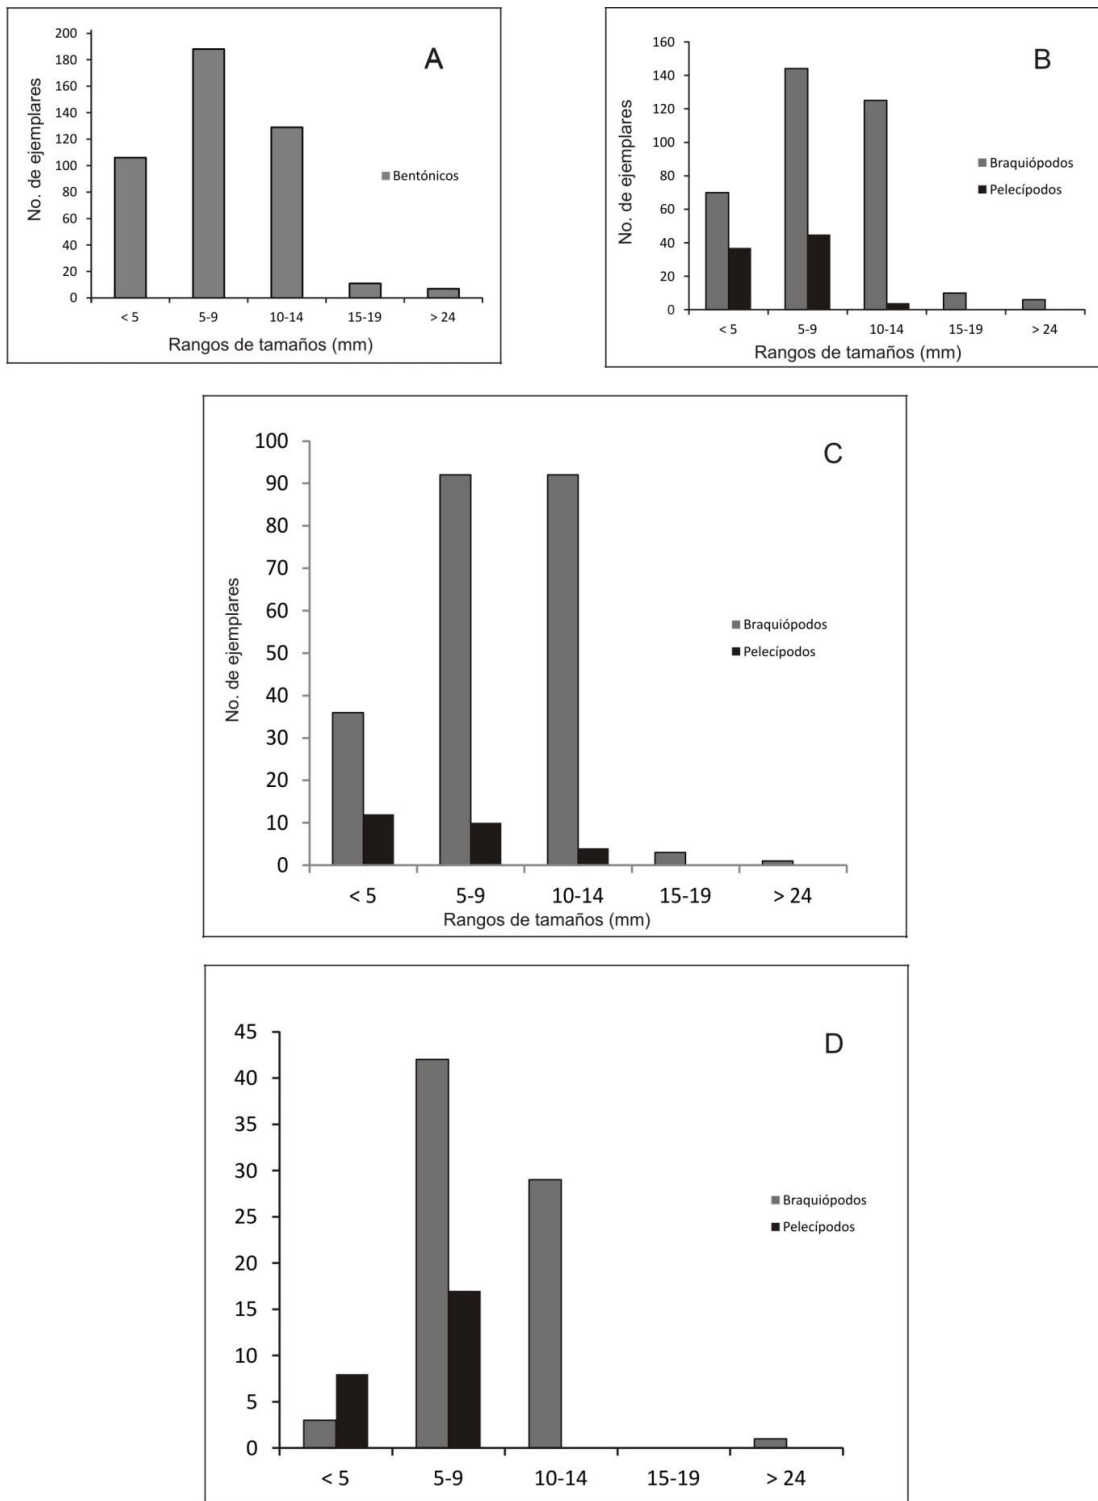 A
No. de ejemplares
200
180
160
140
120
100
80
60
40
20
0
Bentónicos
< 5 5-9 10-14 15-19 > 24
Rangos de tamaños (mm)
B
No. de ejemplares
160
140
120
100
80
60
40
20
0
Braquiópodos
Pelecípodos
< 5 5-9 10-14 15-19 > 24
Rangos de tamaños (mm)
C
No. de ejemplares
100
90
80
70
60
50
40
30
20
10
0
Braquiópodos
Pelecípodos
< 5 5-9 10-14 15-19 > 24
Rangos de tamaños (mm)
D
45
40
35
30
25
20
15
10
5
0
Braquiópodos
Pelecípodos
< 5 5-9 10-14 15-19 > 24